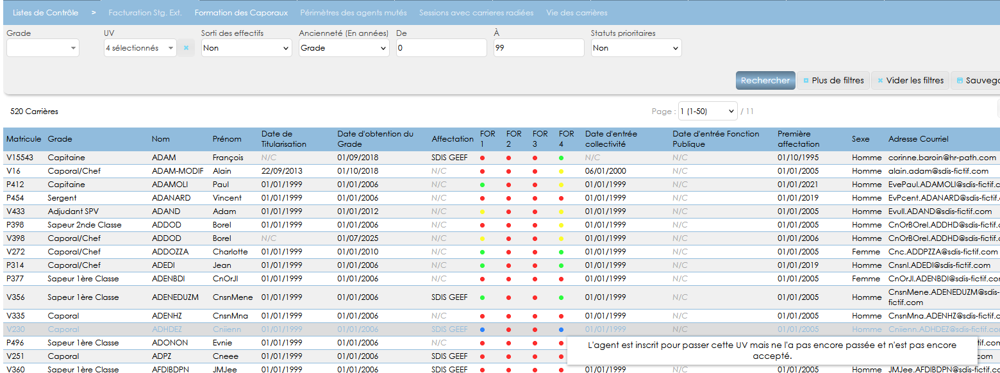 Listes de Contrôle > Facturation Stg. Ext. Formation des Caporaux Périmètres des agents mutés Sessions avec carrieres radiées Vie des carrières
Grade UV Sorti des effectifs Ancienneté (En années) De À Statuts prioritaires
4 sélectionnés Non Grade 0 99 Non
Rechercher Plus de filtres Vider les filtres Sauvega
520 Carrières Page : 1 (1-50) / 11
Matricule Grade Nom Prénom Date de Titularisation Date d'obtention du Grade Affectation FOR 1 FOR 2 FOR 3 FOR 4 Date d'entrée collectivité Date d'entrée Fonction Publique Première affectation Sexe Adresse Courriel
V15543 Capitaine ADAM François N/C 01/09/2018 SDIS GEEF N/C N/C 01/10/1995 Homme corinne.baroin@hr-path.com
V16 Caporal/Chef ADAM-MODIF Alain 22/09/2013 01/10/2018 N/C 06/01/2000 N/C 01/01/2005 Homme alain.adam@sdis-fictif.com
P412 Capitaine ADAMOLI Paul 01/01/1999 01/01/2006 N/C 01/01/1999 N/C 01/01/2021 Homme EvePaul.ADAMOLI@sdis-fictif.c
P454 Sergent ADANARD Vincent 01/01/1999 01/01/2006 N/C 01/01/1999 N/C 01/01/2019 Homme EvPcent.ADANARD@sdis-fictif.
V433 Adjudant SPV ADAND Adam 01/01/1999 01/01/2012 N/C 01/01/1999 N/C 01/01/2005 Homme Evull.ADAND@sdis-fictif.com
P398 Sapeur 2nde Classe ADDOD Borel 01/01/1999 01/01/2006 N/C 01/01/1999 N/C 01/01/2005 Homme CnOrBOrel.ADDHD@sdis-fictif.c
V398 Caporal/Chef ADDOD Borel N/C 01/07/2025 N/C 01/01/1999 N/C 01/01/2006 Homme CnOrBOrel.ADDHD@sdis-fictif.c
V272 Caporal/Chef ADDOZZA Charlotte 01/01/1999 01/01/2010 N/C 01/01/1999 N/C 01/01/2005 Femme Cnc.ADDPZZA@sdis-fictif.com
P314 Caporal/Chef ADEDI Jean 01/01/1999 01/01/2006 N/C 01/01/1999 N/C 01/01/2019 Homme Cnsnl.ADEDI@sdis-fictif.com
P377 Sapeur 1ère Classe ADENBDI CnOrJl 01/01/1999 01/01/2006 N/C 01/01/1999 N/C 01/01/2005 Femme CnOrJl.ADENBDI@sdis-fictif.cor
V356 Sapeur 1ère Classe ADENEDUZM CnsnMene 01/01/1999 01/01/2006 SDIS GEEF 01/01/1999 N/C 01/01/2005 Homme CnsnMene.ADENEDUZM@sdis-fictif.com
V335 Caporal ADENHZ CnsnMna 01/01/1999 01/01/2006 N/C 01/01/1999 N/C 01/01/2005 Homme CnsnMna.ADENHZ@sdis-fictif.c
V230 Caporal ADHDEZ Cniienn 01/01/1999 01/01/2006 SDIS GEEF 01/01/1999 N/C 01/01/2005 Homme Cniienn.ADHDEZ@sdis-fictif.co
P496 Sapeur 1ère Classe ADONON Evnie 01/01/1999 01/01/2006 N/C if.com
V251 Caporal ADPZ Cneee 01/01/1999 01/01/2006 SDIS GEEF com
L'agent est inscrit pour passer cette UV mais ne l'a pas encore passée et n'est pas encore
accepté.
V360 Sapeur 1ère Classe AFDIBDPN JMJee 01/01/1999 01/01/2006 SDIS GEEF 01/01/1999 N/C 01/01/2005 Homme JMJee.AFDIBDPN@sdis-fictif.cor